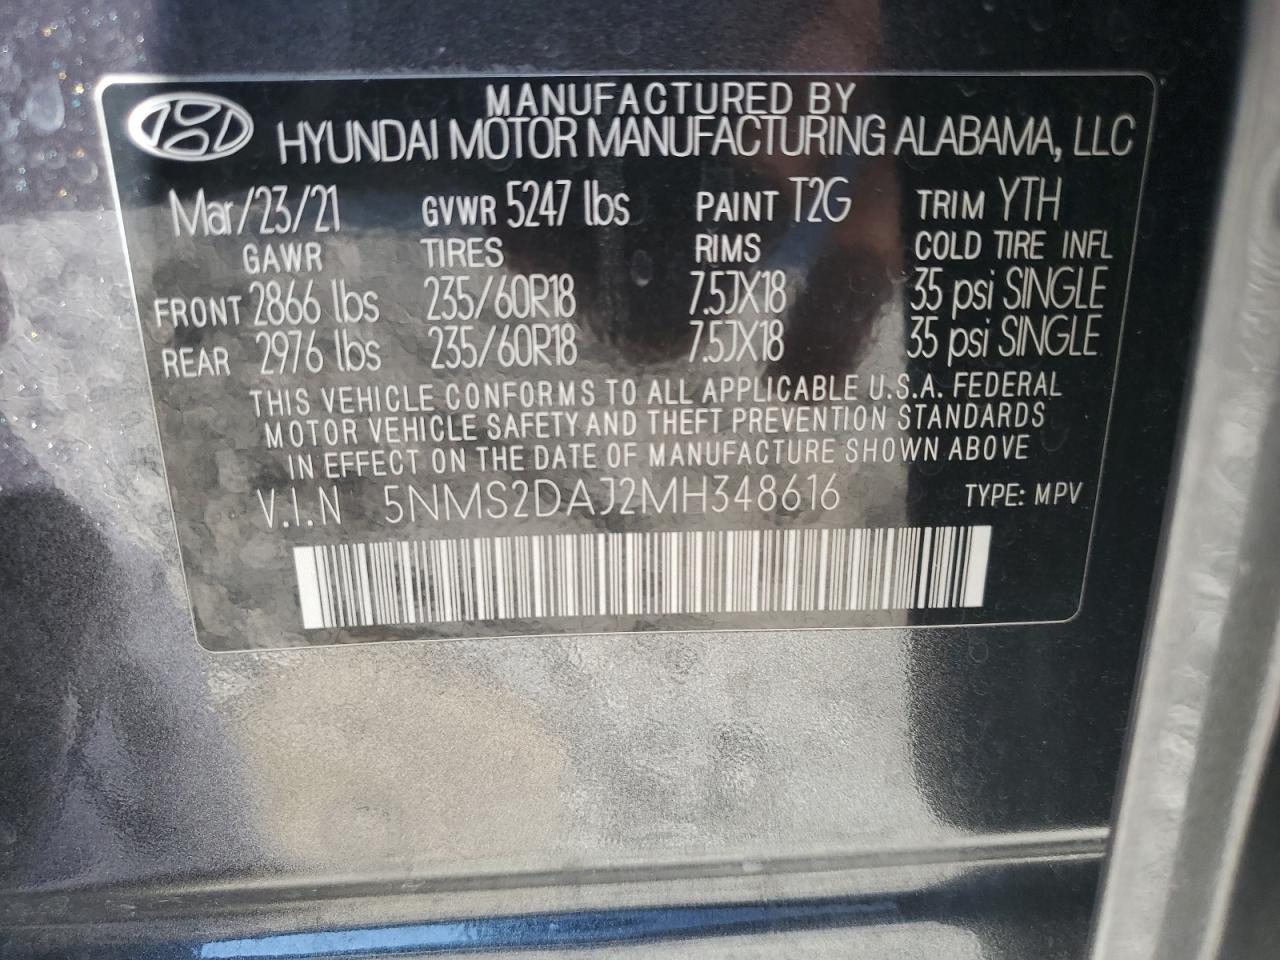 MANUFACTURED BY
HYUNDAI MOTOR MANUFACTURING ALABAMA, LLC
Mar/23/21 GVWR 5247 lbs PAINT T2G TRIM YTH
GAWR TIRES RIMS COLD TIRE INFL
FRONT 2866 lbs 235/60R18 7.5JX18 35 psi SINGLE
REAR 2976 lbs 235/60R18 7.5JX18 35 psi SINGLE
THIS VEHICLE CONFORMS TO ALL APPLICABLE U.S.A. FEDERAL
MOTOR VEHICLE SAFETY AND THEFT PREVENTION STANDARDS
IN EFFECT ON THE DATE OF MANUFACTURE SHOWN ABOVE
V.I.N 5NMS2DAJ2MH348616 TYPE: MPV